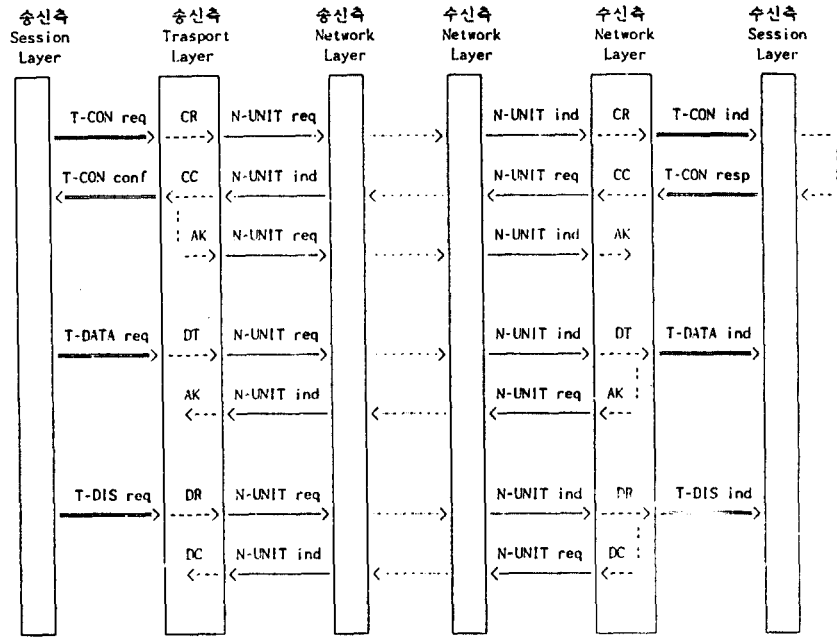 송신측 송신측 송신측 수신측 수신측 수신측
Session Trasport Network Network Network Session
Layer Layer Layer Layer Layer Layer
T-CON req CR N-UNIT req N-UNIT ind CR T-CON ind
T-CON conf CC N-UNIT ind N-UNIT req CC T-CON resp
AK N-UNIT req N-UNIT ind AK
T-DATA req DT N-UNIT req N-UNIT ind DT T-DATA ind
AK N-UNIT ind N-UNIT req AK
T-DIS req DR N-UNIT req N-UNIT ind DR T-DIS ind
DC N-UNIT ind N-UNIT req DC